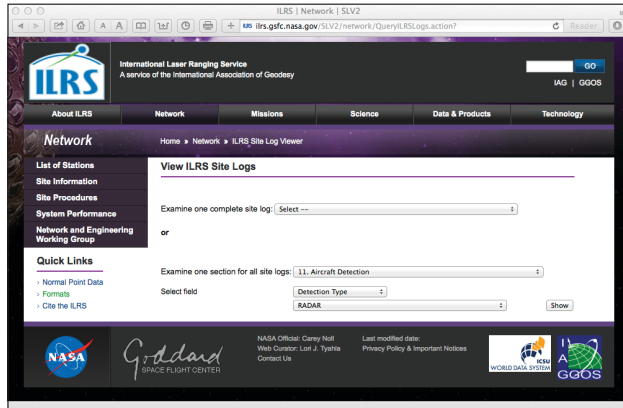 ILRS | Network | SLV2
A A
ilrs.gsfc.nasa.gov/SLV2/network/QueryILRSLogs.action?
Reader
ILRS
International Laser Ranging Service
A service of the International Association of Geodesy
GO
IAG | GGOS
About ILRS Network Missions Science Data & Products Technology
Network
Home » Network » ILRS Site Log Viewer
List of Stations
Site Information
Site Procedures
System Performance
Network and Engineering
Working Group
Quick Links
› Normal Point Data
› Formats
› Cite the ILRS
View ILRS Site Logs
Examine one complete site log: Select --
or
Examine one section for all site logs: 11. Aircraft Detection
Select field Detection Type
RADAR Show
NASA
Goddard
SPACE FLIGHT CENTER
NASA Official: Carey Noll
Web Curator: Lori J. Tyahla
Contact Us
Last modified date:
Privacy Policy & Important Notices
ICSU
WORLD DATA SYSTEM
I
A
G
GGOS